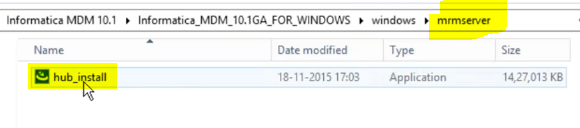 Informatica MDM 10.1 › Informatica_MDM_10.1GA_FOR_WINDOWS › windows › mrmserver
Name Date modified Type Size
hub_install 18-11-2015 17:03 Application 14,27,013 KB